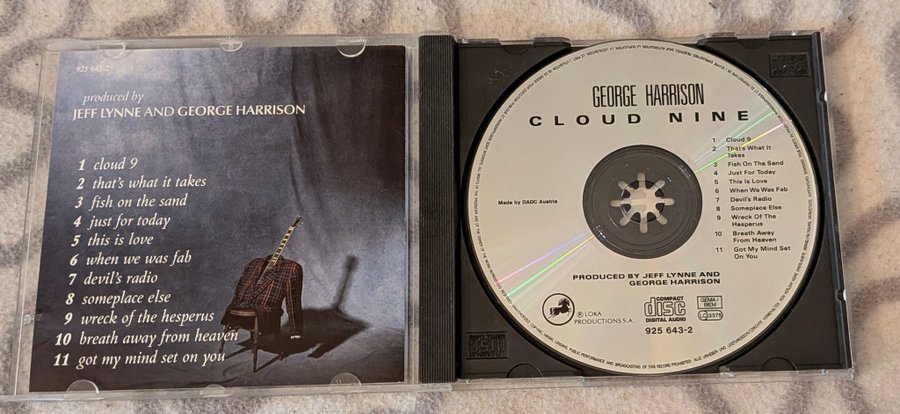 925 643-2
produced by
JEFF LYNNE AND GEORGE HARRISON
1 cloud 9
2 that's what it takes
3 fish on the sand
4 just for today
5 this is love
6 when we was fab
7 devil's radio
8 someplace else
9 wreck of the hesperus
10 breath away from heaven
11 got my mind set on you
GEORGE HARRISON
CLOUD NINE
1 Cloud 9
2 That's What It
Takes
3 Fish On The Sand
4 Just For Today
5 This Is Love
6 When We Was Fab
7 Devil's Radio
8 Someplace Else
9 Wreck Of The
Hesperus
10 Breath Away
From Heaven
11 Got My Mind Set
On You
Made by DADC Austria
PRODUCED BY JEFF LYNNE AND
GEORGE HARRISON
℗ LOKA
PRODUCTIONS S.A.
COMPACT
disc
DIGITAL AUDIO
GEMA/
BIEM
LC 3375
925 643-2